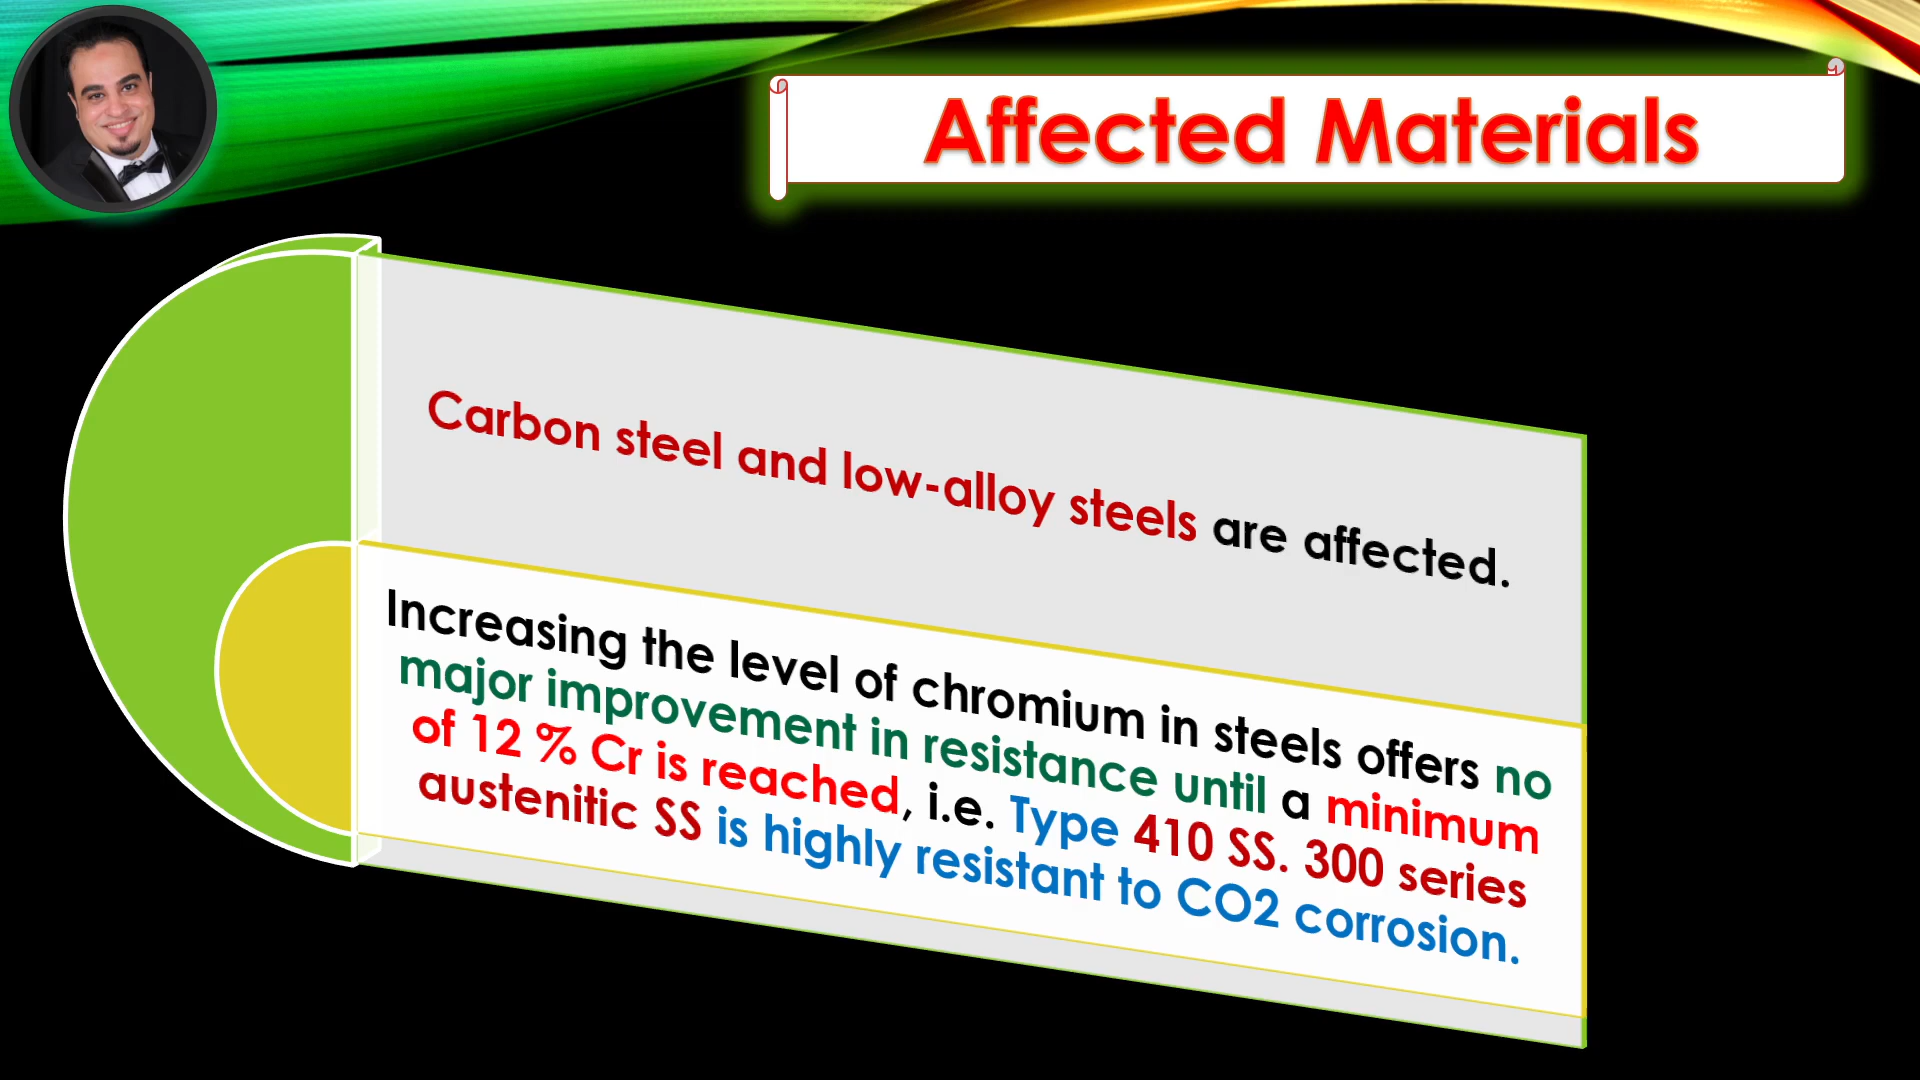 Affected Materials
Carbon steel and low-alloy steels are affected.
Increasing the level of chromium in steels offers no
major improvement in resistance until a minimum
of 12 % Cr is reached, i.e. Type 410 SS. 300 series
austenitic SS is highly resistant to CO2 corrosion.